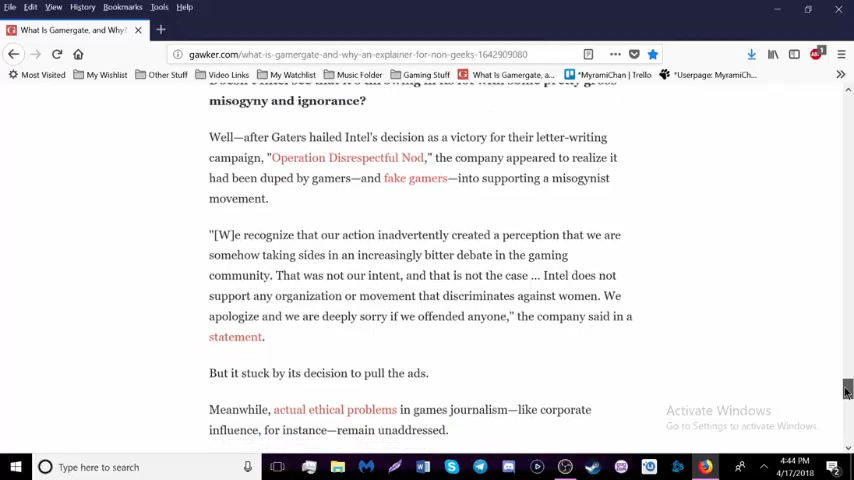 File Edit View History Bookmarks Tools Help
What Is Gamergate, and Why?
gawker.com/what-is-gamergate-and-why-an-explainer-for-non-geeks-1642909080
Most Visited My Wishlist Other Stuff Video Links My Watchlist Music Folder Gaming Stuff What Is Gamergate, a... *MyramiChan | Trello *Userpage: MyramiCh...
misogyny and ignorance?
Well—after Gaters hailed Intel's decision as a victory for their letter-writing
campaign, "Operation Disrespectful Nod," the company appeared to realize it
had been duped by gamers—and fake gamers—into supporting a misogynist
movement.
"[W]e recognize that our action inadvertently created a perception that we are
somehow taking sides in an increasingly bitter debate in the gaming
community. That was not our intent, and that is not the case ... Intel does not
support any organization or movement that discriminates against women. We
apologize and we are deeply sorry if we offended anyone," the company said in a
statement.
But it stuck by its decision to pull the ads.
Meanwhile, actual ethical problems in games journalism—like corporate
influence, for instance—remain unaddressed.
Activate Windows
Go to Settings to activate Windows.
Type here to search
4:44 PM
4/17/2018